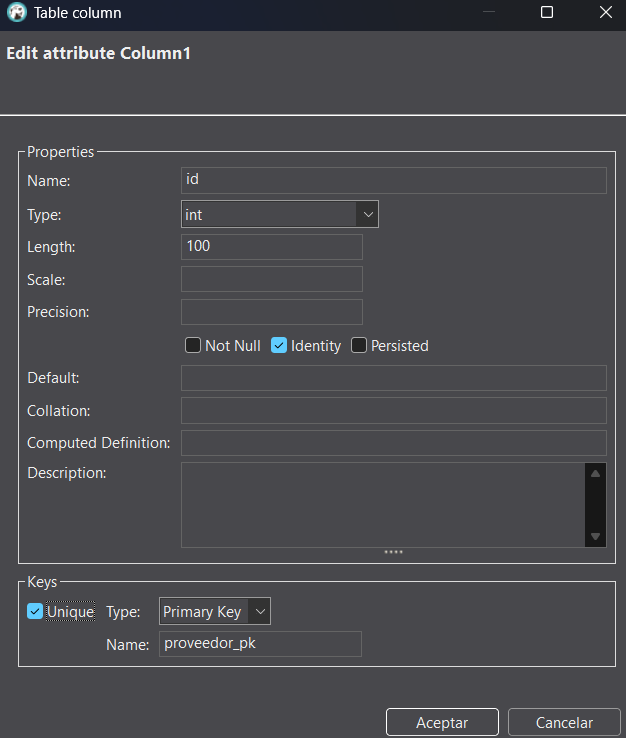 Table column
Edit attribute Column1
Properties
Name: id
Type: int
Length: 100
Scale:
Precision:
Not Null Identity Persisted
Default:
Collation:
Computed Definition:
Description:
Keys
Unique Type: Primary Key
Name: proveedor_pk
Aceptar Cancelar